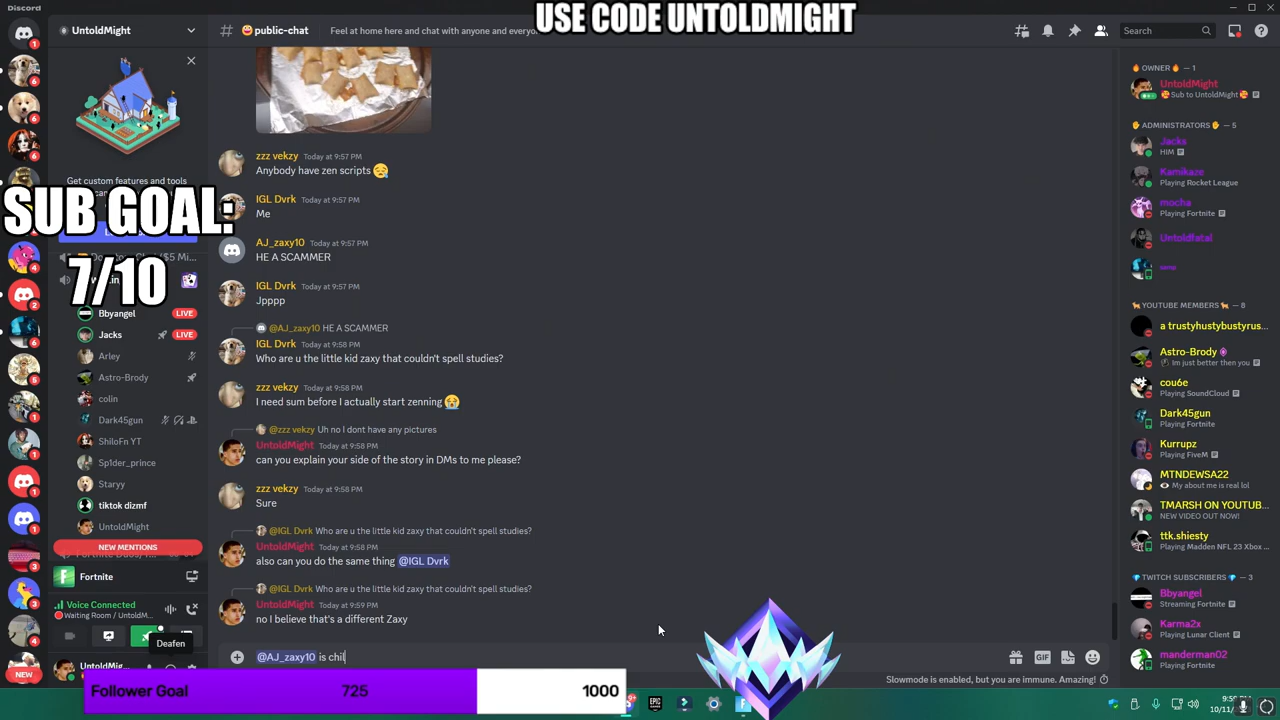 Discord
USE CODE UNTOLDMIGHT
UntoldMight
public-chat
Feel at home here and chat with anyone and everyon
Search
Get custom features and tools
SUB GOAL:
7/10
Bbyangel LIVE
Jacks LIVE
Arley
Astro-Brody
colin
Dark45gun
ShiloFn YT
Sp1der_prince
Staryy
tiktok dizmf
UntoldMight
NEW MENTIONS
Fortnite
Voice Connected
Waiting Room / UntoldM...
Deafen
UntoldMig...
NEW
zzz vekzy Today at 9:57 PM
Anybody have zen scripts
IGL Dvrk Today at 9:57 PM
Me
AJ_zaxy10 Today at 9:57 PM
HE A SCAMMER
IGL Dvrk Today at 9:57 PM
Jpppp
@AJ_zaxy10 HE A SCAMMER
IGL Dvrk Today at 9:58 PM
Who are u the little kid zaxy that couldn't spell studies?
zzz vekzy Today at 9:58 PM
I need sum before I actually start zenning
@zzz vekzy Uh no I dont have any pictures
UntoldMight Today at 9:58 PM
can you explain your side of the story in DMs to me please?
zzz vekzy Today at 9:58 PM
Sure
@IGL Dvrk Who are u the little kid zaxy that couldn't spell studies?
UntoldMight Today at 9:58 PM
also can you do the same thing @IGL Dvrk
@IGL Dvrk Who are u the little kid zaxy that couldn't spell studies?
UntoldMight Today at 9:59 PM
no I believe that's a different Zaxy
@AJ_zaxy10 is chil
GIF
Slowmode is enabled, but you are immune. Amazing!
Follower Goal 725 1000
OWNER — 1
UntoldMight
Sub to UntoldMight
ADMINISTRATORS — 5
Jacks
HIM
Kamikaze
Playing Rocket League
mocha
Playing Fortnite
Untoldfatal
YOUTUBE MEMBERS — 8
a trustyhustybustyrus...
Astro-Brody
Im just better then you
cou6e
Playing SoundCloud
Dark45gun
Playing Fortnite
Kurrupz
Playing FiveM
MTNDEWSA22
My about me is real lol
TMARSH ON YOUTUB...
NEW VIDEO OUT NOW!
ttk.shiesty
Playing Madden NFL 23 Xbox ...
TWITCH SUBSCRIBERS — 3
Bbyangel
Streaming Fortnite
Karma2x
Playing Lunar Client
manderman02
Playing Fortnite
EPIC